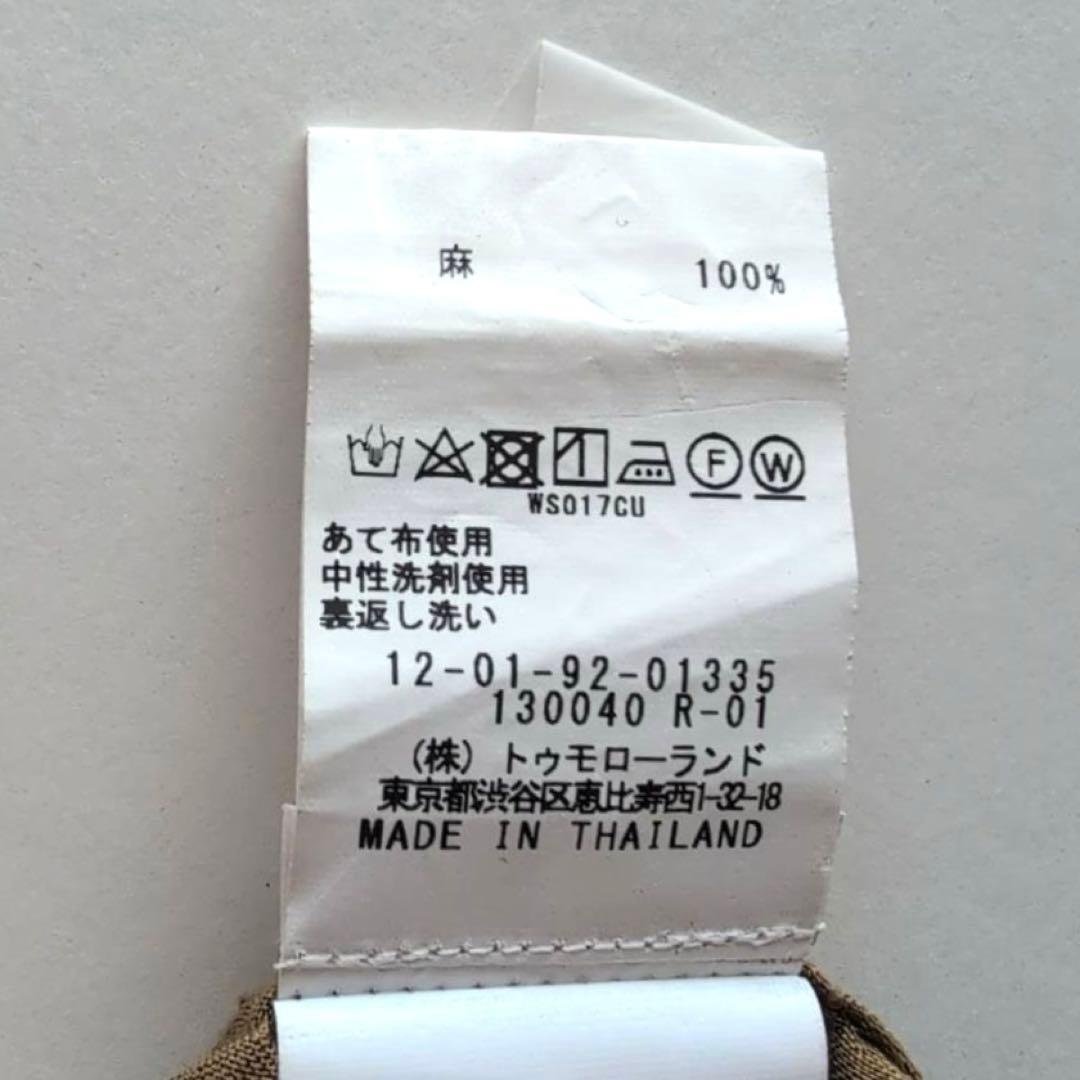 麻 100%
F W
WS017CU
あて布使用
中性洗剤使用
裏返し洗い
12-01-92-01335
130040 R-01
(株) トゥモローランド
東京都渋谷区恵比寿西1-32-18
MADE IN THAILAND